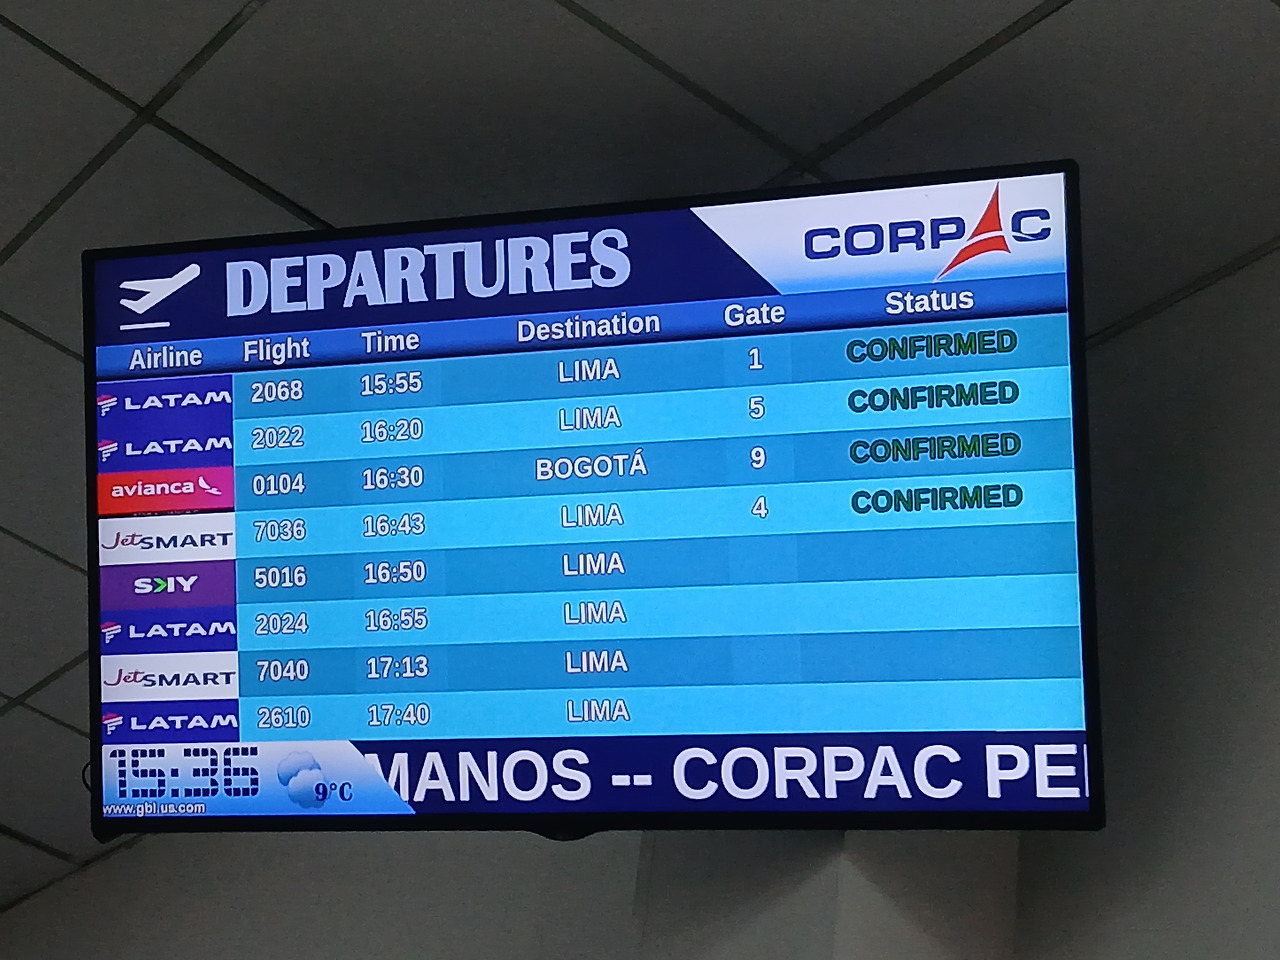 DEPARTURES CORPAC
Airline Flight Time Destination Gate Status
LATAM 2068 15:55 LIMA 1 CONFIRMED
LATAM 2022 16:20 LIMA 5 CONFIRMED
avianca 0104 16:30 BOGOTÁ 9 CONFIRMED
JetSMART 7036 16:43 LIMA 4 CONFIRMED
SKY 5016 16:50 LIMA
LATAM 2024 16:55 LIMA
JetSMART 7040 17:13 LIMA
LATAM 2610 17:40 LIMA
15:36 9°C MANOS -- CORPAC PE